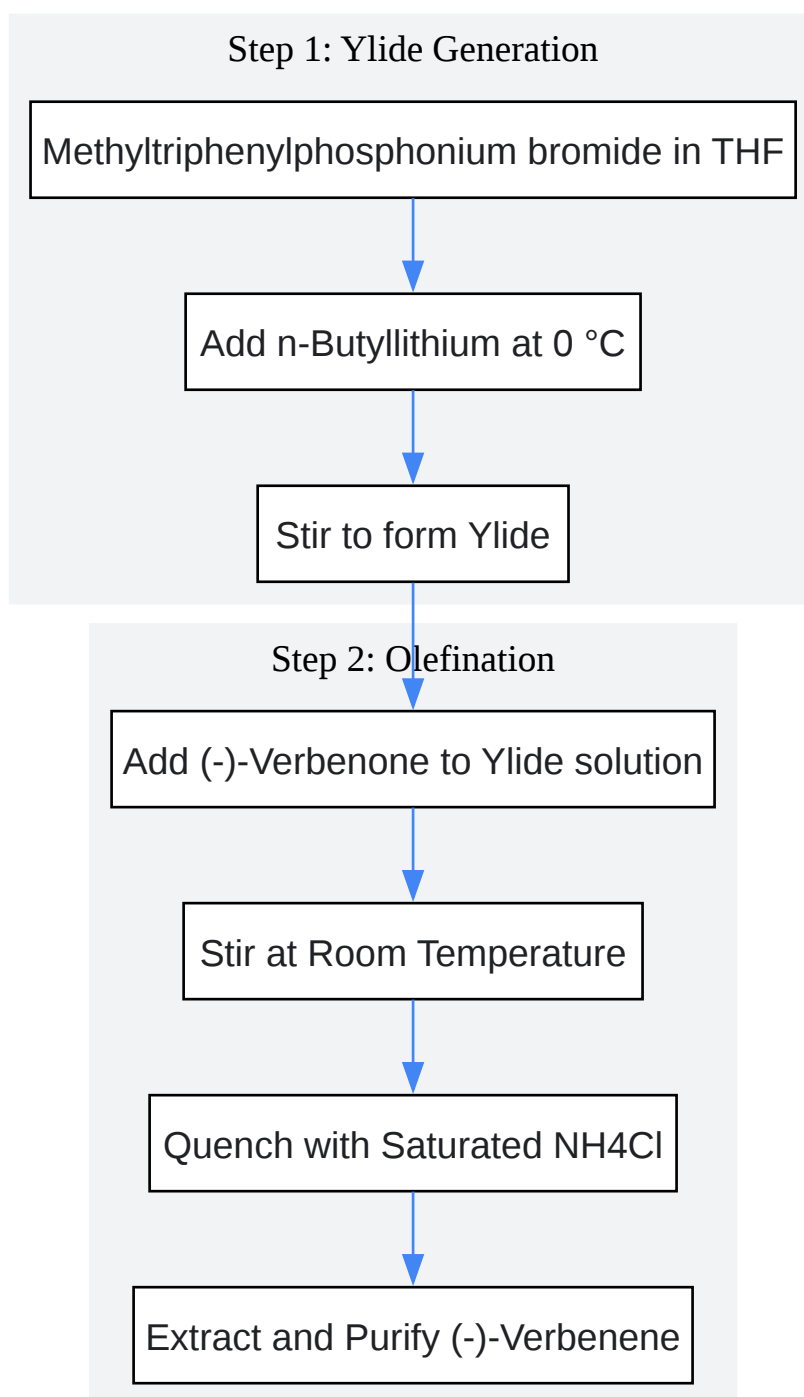 Step 1: Ylide Generation
Methyltriphenylphosphonium bromide in THF
Add n-Butyllithium at 0 °C
Stir to form Ylide
Step 2: Olefination
Add (-)-Verbenone to Ylide solution
Stir at Room Temperature
Quench with Saturated NH4Cl
Extract and Purify (-)-Verbenene